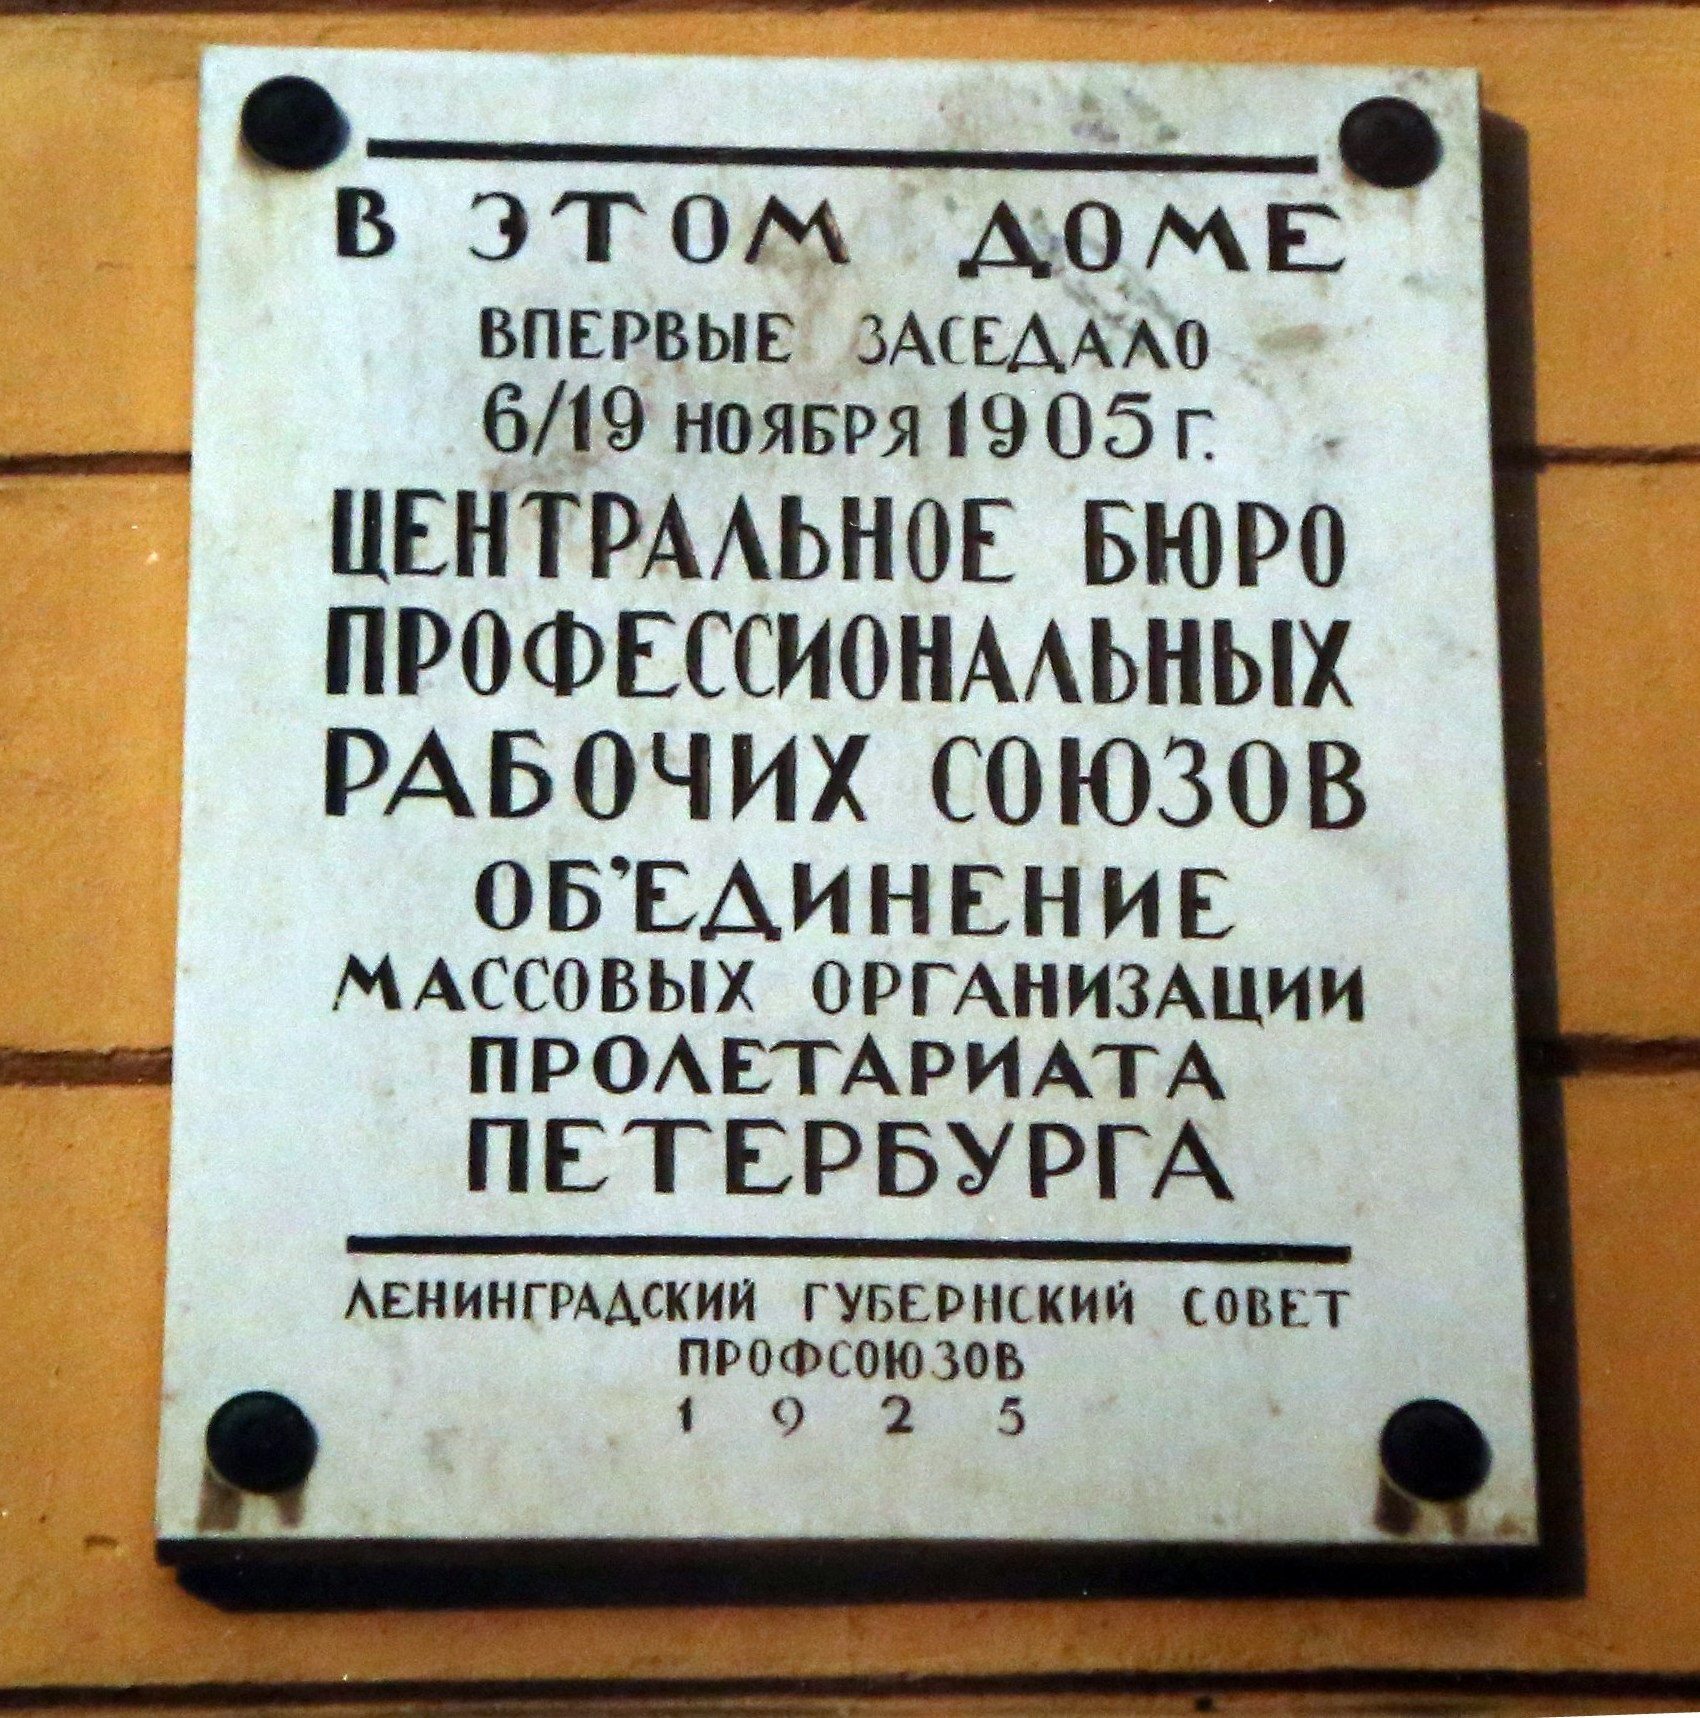 В ЭТОМ ДОМЕ
ВПЕРВЫЕ ЗАСЕДАЛО
6/19 НОЯБРЯ 1905 Г.
ЦЕНТРАЛЬНОЕ БЮРО
ПРОФЕССИОНАЛЬНЫХ
РАБОЧИХ СОЮЗОВ
ОБ'ЕДИНЕНИЕ
МАССОВЫХ ОРГАНИЗАЦИИ
ПРОЛЕТАРИАТА
ПЕТЕРБУРГА
ЛЕНИНГРАДСКИЙ ГУБЕРНСКИЙ СОВЕТ
ПРОФСОЮЗОВ
1925